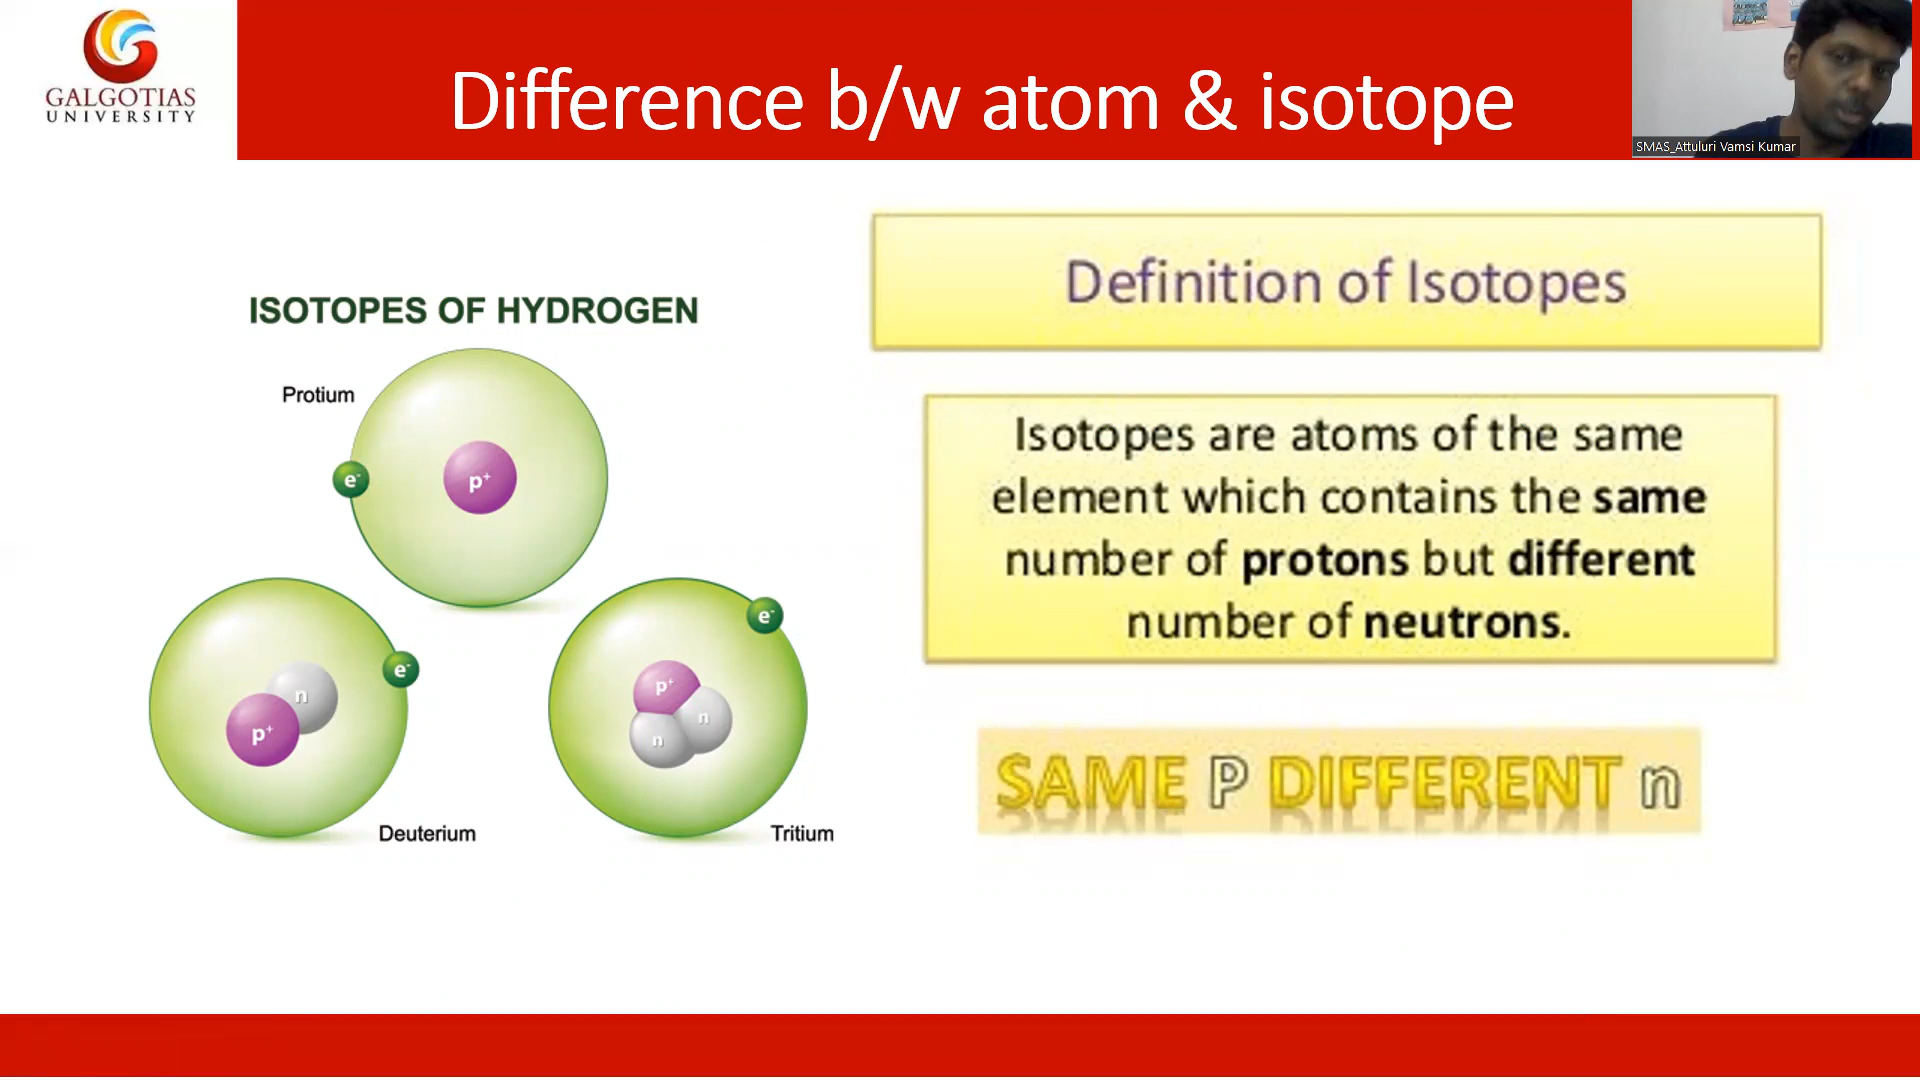 GALGOTIAS
UNIVERSITY
Difference b/w atom & isotope
SMAS_Attuluri Vamsi Kumar
ISOTOPES OF HYDROGEN
Protium
e-
p+
n
p+
e-
Deuterium
e-
p+
n
n
Tritium
Definition of Isotopes
Isotopes are atoms of the same
element which contains the same
number of protons but different
number of neutrons.
SAME P DIFFERENT n